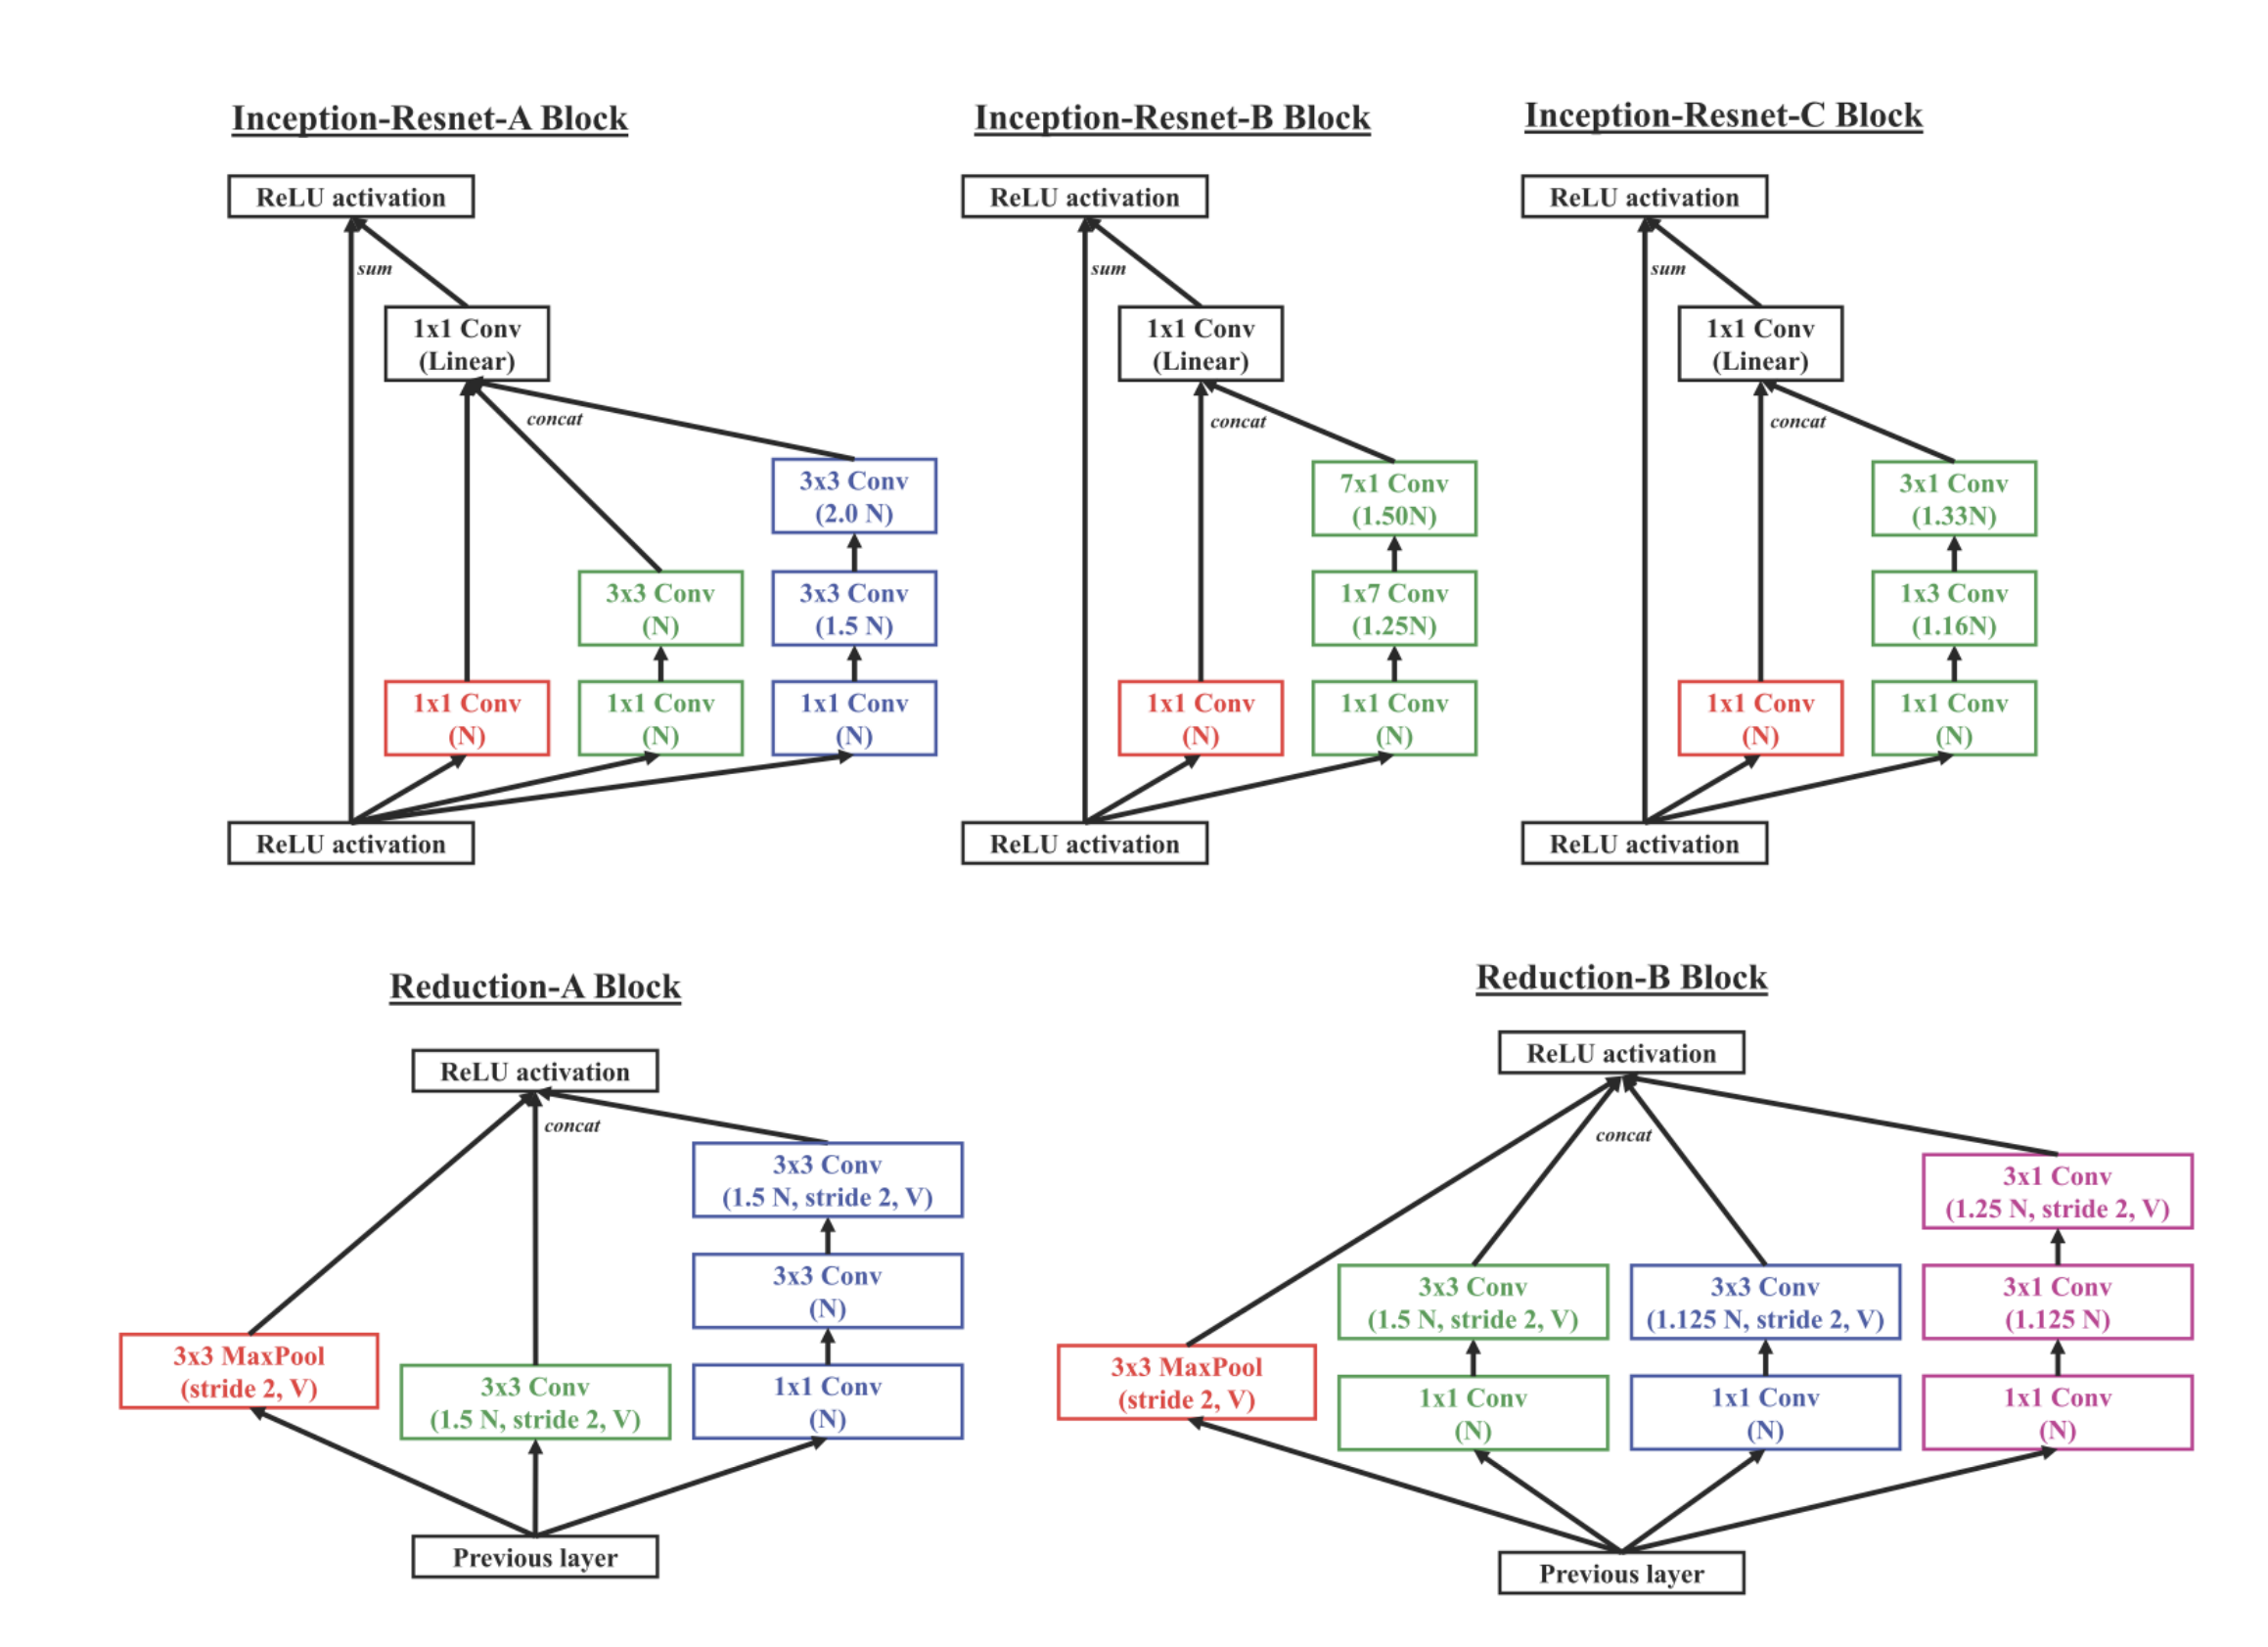 Inception-Resnet-A Block
ReLU activation
sum
1x1 Conv
(Linear)
concat
3x3 Conv
(2.0 N)
3x3 Conv
(N)
3x3 Conv
(1.5 N)
1x1 Conv
(N)
1x1 Conv
(N)
1x1 Conv
(N)
ReLU activation
Inception-Resnet-B Block
ReLU activation
sum
1x1 Conv
(Linear)
concat
7x1 Conv
(1.50N)
1x7 Conv
(1.25N)
1x1 Conv
(N)
1x1 Conv
(N)
ReLU activation
Inception-Resnet-C Block
ReLU activation
sum
1x1 Conv
(Linear)
concat
3x1 Conv
(1.33N)
1x3 Conv
(1.16N)
1x1 Conv
(N)
1x1 Conv
(N)
ReLU activation
Reduction-A Block
ReLU activation
concat
3x3 Conv
(1.5 N, stride 2, V)
3x3 Conv
(N)
3x3 MaxPool
(stride 2, V)
3x3 Conv
(1.5 N, stride 2, V)
1x1 Conv
(N)
Previous layer
Reduction-B Block
ReLU activation
concat
3x1 Conv
(1.25 N, stride 2, V)
3x3 Conv
(1.5 N, stride 2, V)
3x3 Conv
(1.125 N, stride 2, V)
3x1 Conv
(1.125 N)
3x3 MaxPool
(stride 2, V)
1x1 Conv
(N)
1x1 Conv
(N)
1x1 Conv
(N)
Previous layer